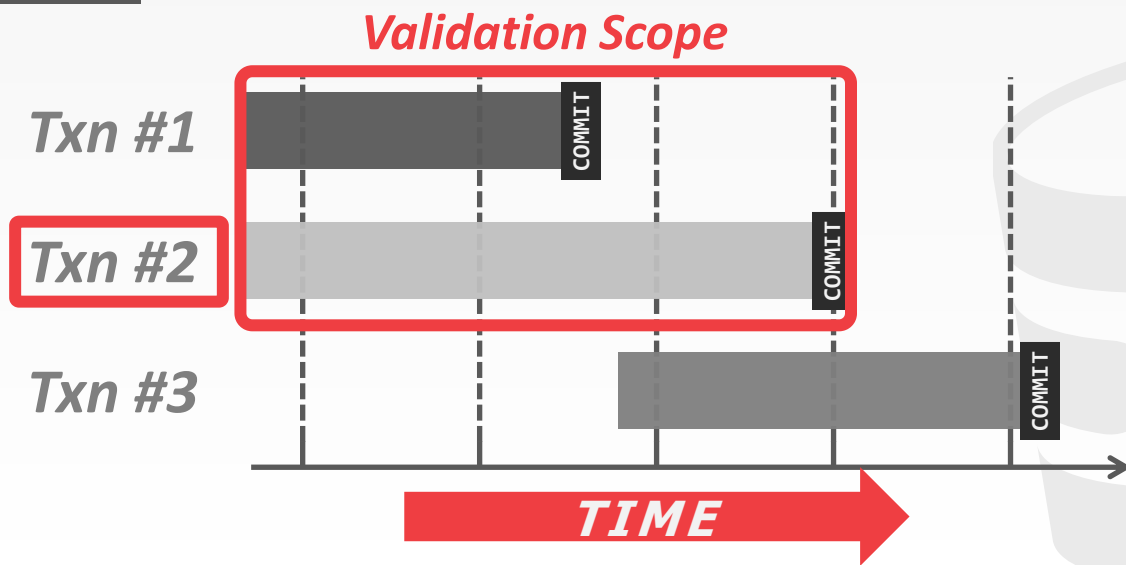 Validation Scope
Txn #1
COMMIT
Txn #2
COMMIT
Txn #3
COMMIT
TIME